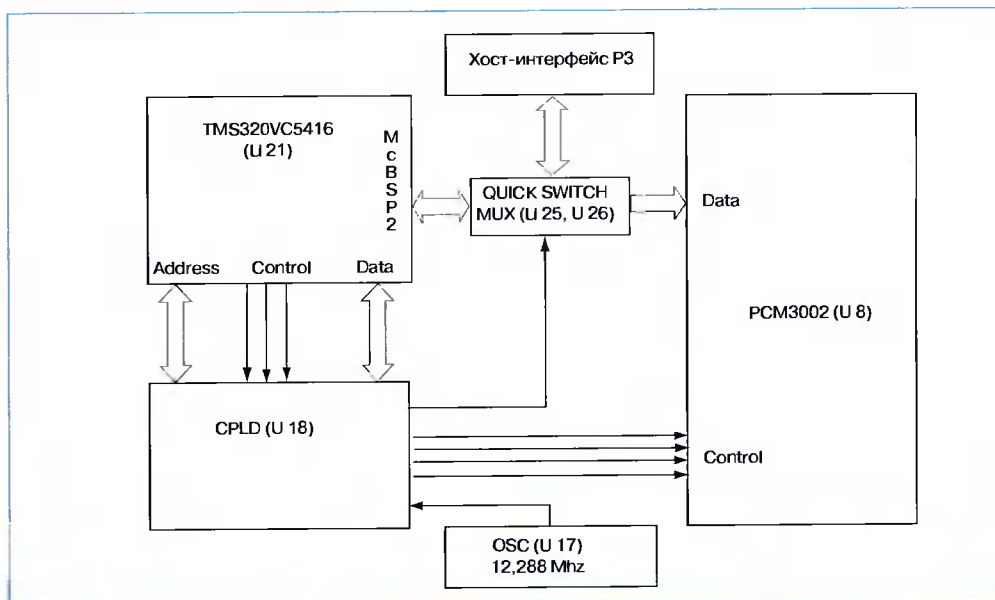 Хост-интерфейс P3
TMS320VC5416
(U 21)
McBSP2
QUICK SWITCH
MUX (U 25, U 26)
Data
Address Control Data
PCM3002 (U 8)
CPLD (U 18)
Control
OSC (U 17)
12,288 Mhz